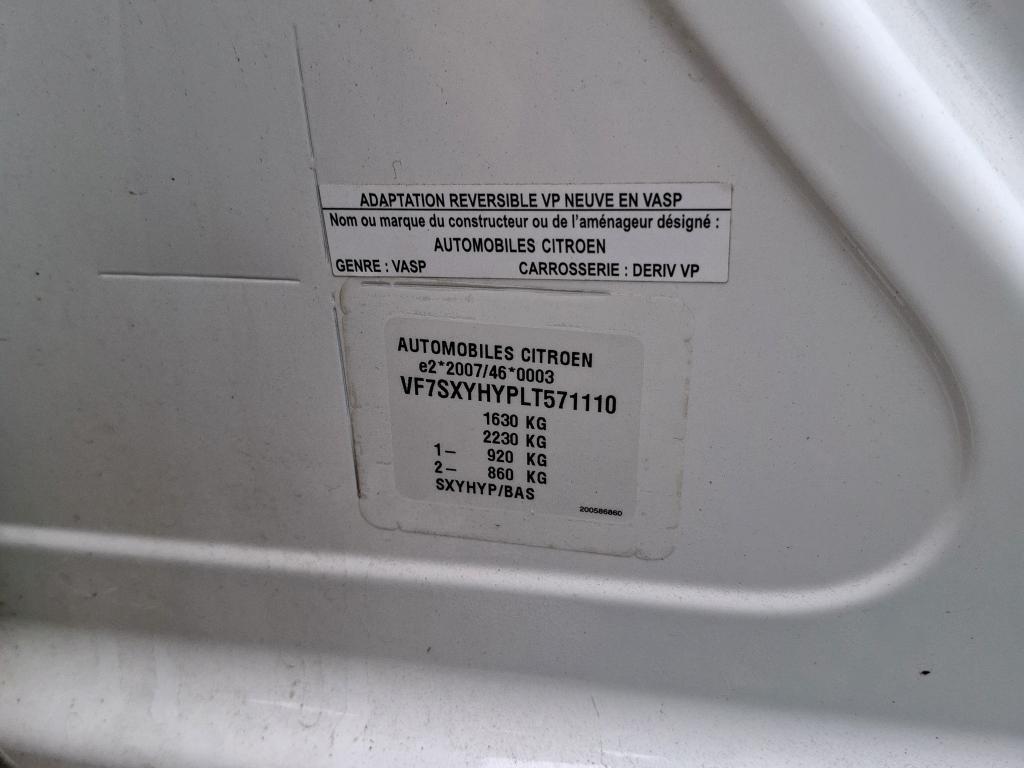 ADAPTATION REVERSIBLE VP NEUVE EN VASP
Nom ou marque du constructeur ou de l'aménageur désigné :
AUTOMOBILES CITROEN
GENRE : VASP CARROSSERIE : DERIV VP
AUTOMOBILES CITROEN
e2*2007/46*0003
VF7SXYHYPLT571110
1630 KG
2230 KG
1- 920 KG
2- 860 KG
SXYHYP/BAS
200586860